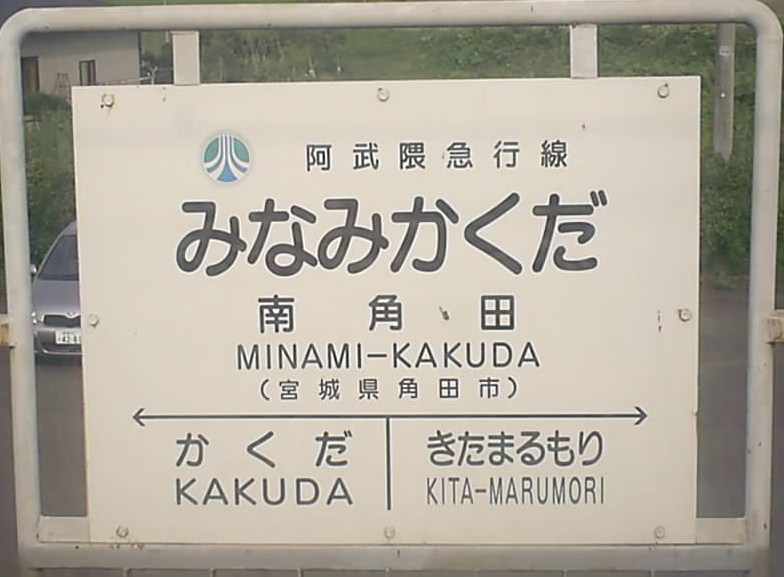 阿武隈急行線
みなみかくだ
南角田
MINAMI-KAKUDA
(宮城県角田市)
かくだ きたまるもり
KAKUDA KITA-MARUMORI